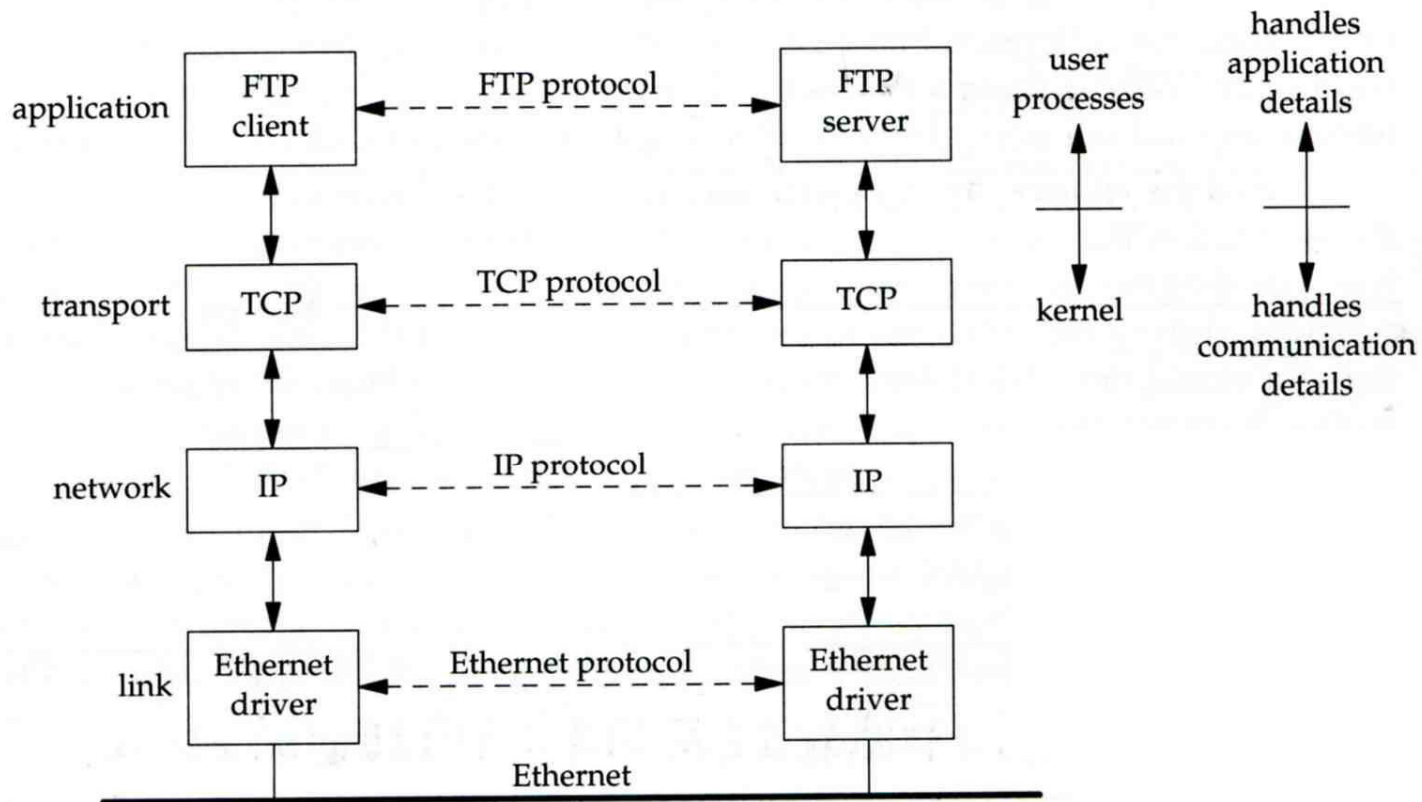 application
FTP
client
FTP protocol
FTP
server
user
processes
handles
application
details
transport
TCP
TCP protocol
TCP
kernel
handles
communication
details
network
IP
IP protocol
IP
link
Ethernet
driver
Ethernet protocol
Ethernet
driver
Ethernet